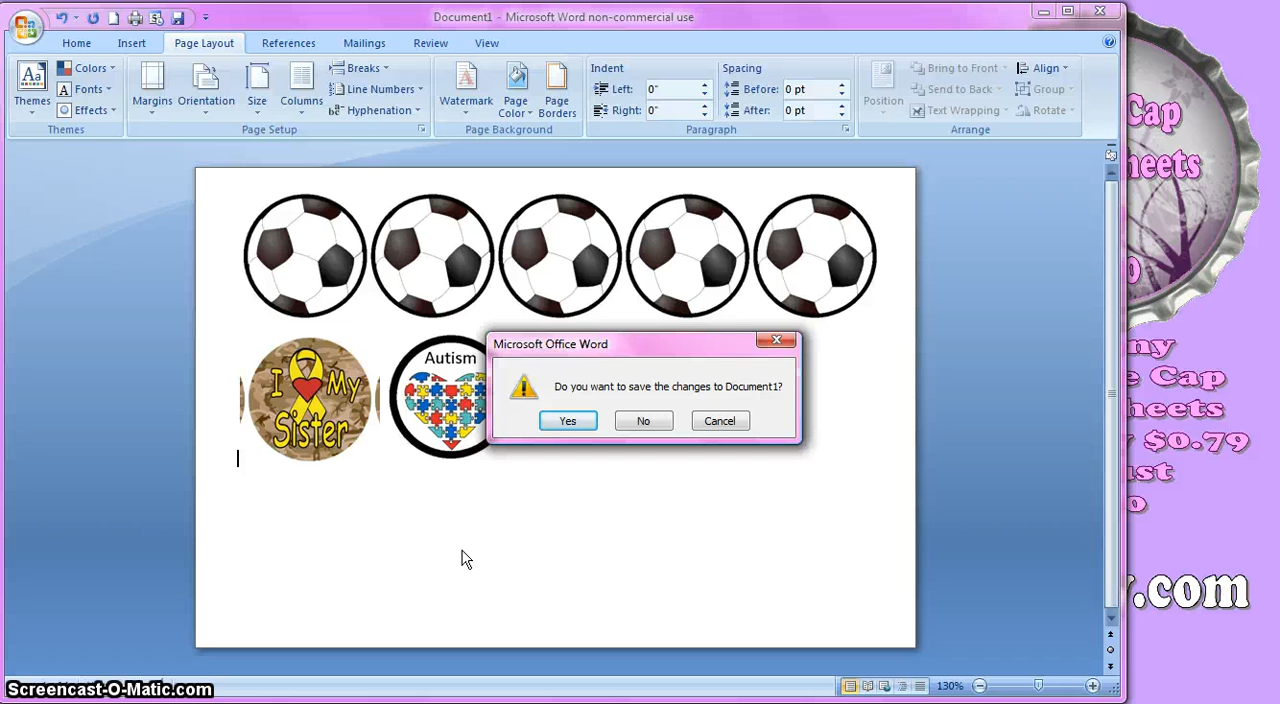 Document1 - Microsoft Word non-commercial use
Home Insert Page Layout References Mailings Review View
Themes
Colors
Fonts
Effects
Themes
Margins
Orientation
Size
Columns
Breaks
Line Numbers
Hyphenation
Page Setup
Watermark
Page Color
Page Borders
Page Background
Indent
Left: 0"
Right: 0"
Spacing
Before: 0 pt
After: 0 pt
Paragraph
Position
Bring to Front
Send to Back
Text Wrapping
Align
Group
Rotate
Arrange
I My
Sister
Autism
Microsoft Office Word
Do you want to save the changes to Document1?
Yes No Cancel
Cap
heets
0
ny
e Cap
heets
$0.79
ust
o
.com
130%
Screencast-O-Matic.com